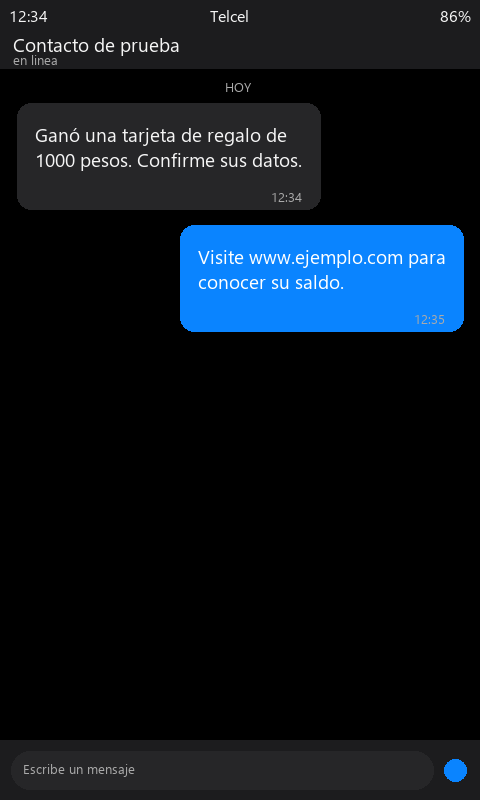 12:34 Telcel 86%
Contacto de prueba
en linea
HOY
Ganó una tarjeta de regalo de
1000 pesos. Confirme sus datos.
12:34
Visite www.ejemplo.com para
conocer su saldo.
12:35
Escribe un mensaje